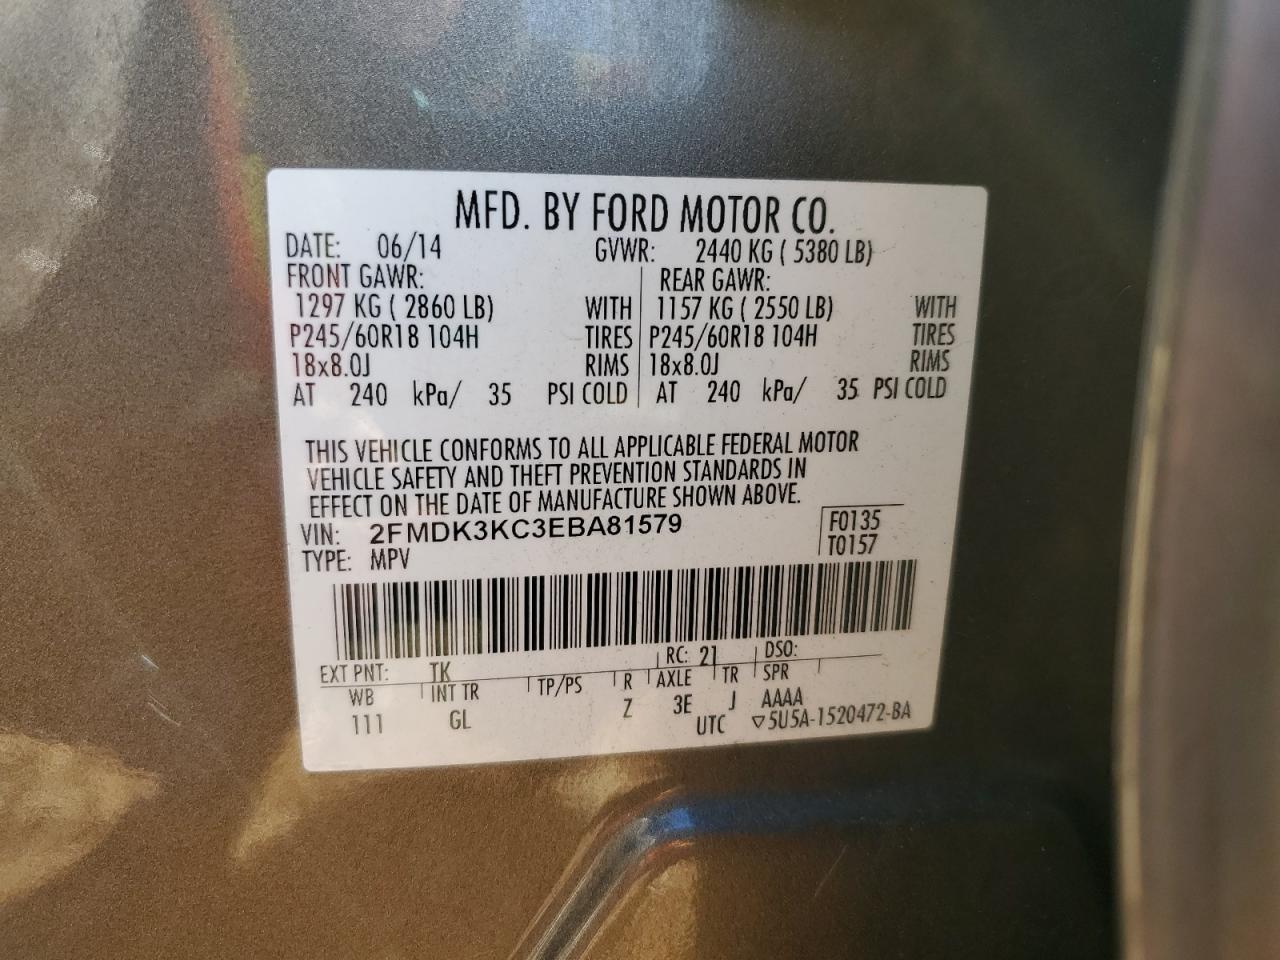 MFD. BY FORD MOTOR CO.
DATE: 06/14 GVWR: 2440 KG ( 5380 LB)
FRONT GAWR: REAR GAWR:
1297 KG ( 2860 LB) WITH 1157 KG ( 2550 LB) WITH
P245/60R18 104H TIRES P245/60R18 104H TIRES
18x8.0J RIMS 18x8.0J RIMS
AT 240 kPa/ 35 PSI COLD AT 240 kPa/ 35 PSI COLD
THIS VEHICLE CONFORMS TO ALL APPLICABLE FEDERAL MOTOR
VEHICLE SAFETY AND THEFT PREVENTION STANDARDS IN
EFFECT ON THE DATE OF MANUFACTURE SHOWN ABOVE.
VIN: 2FMDK3KC3EBA81579 F0135
TYPE: MPV T0157
EXT PNT: TK RC: 21 DSO:
WB INT TR TP/PS R AXLE TR SPR
111 GL Z 3E J AAAA
UTC ▽5U5A-1520472-BA